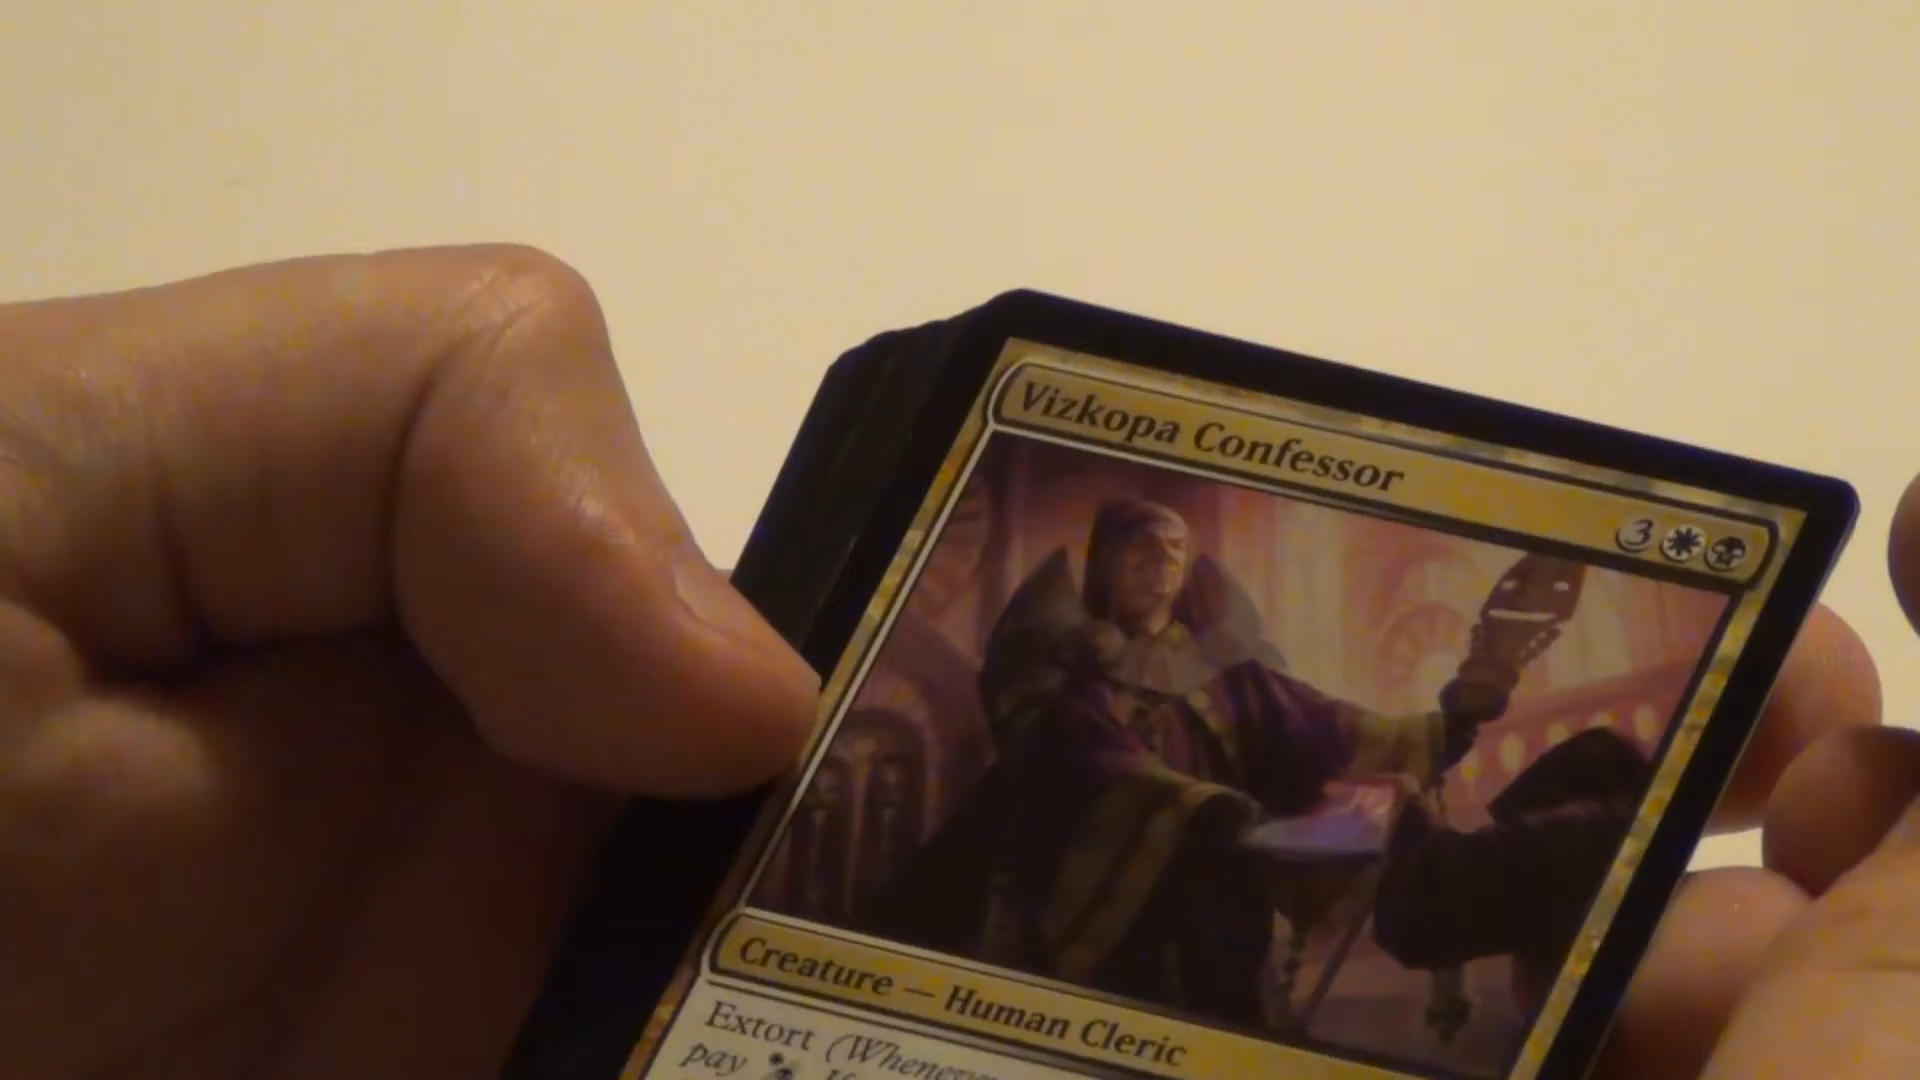 Vizkopa Confessor
3
Creature — Human Cleric
Extort (Whenever
pay